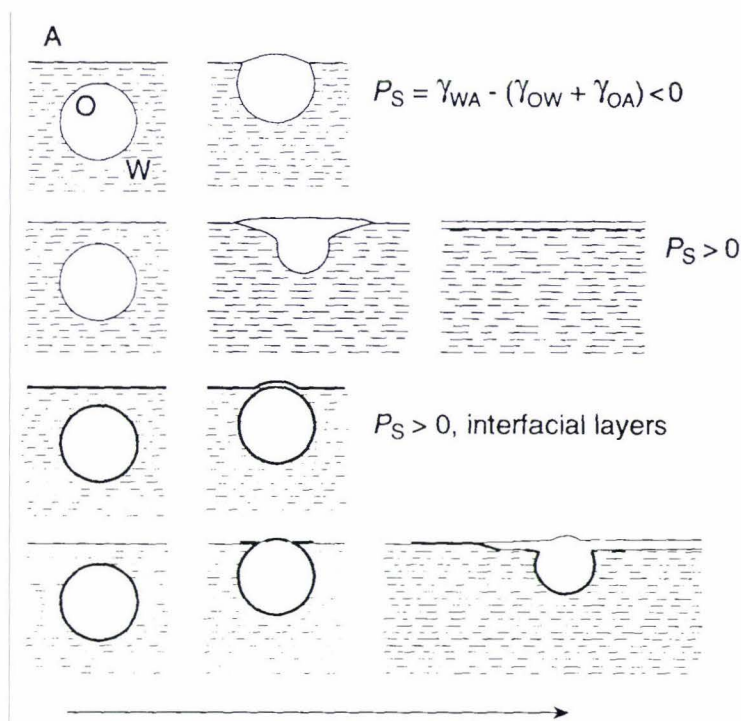 A
O
W
P_S = γ_WA - (γ_OW + γ_OA) < 0
P_S > 0
P_S > 0, interfacial layers